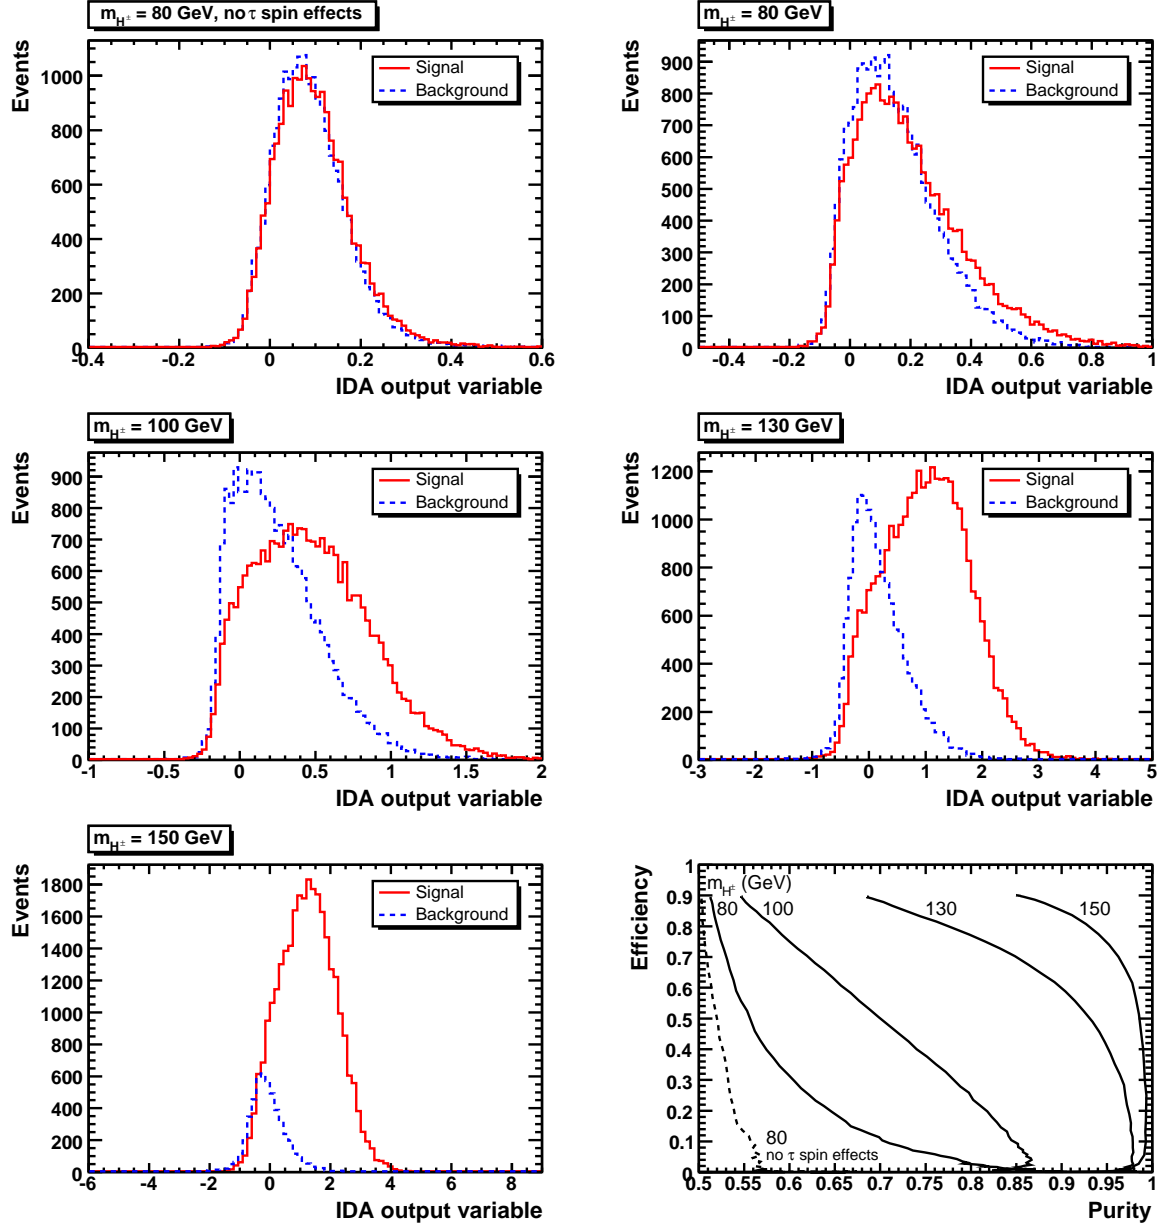 m_H± = 80 GeV, no τ spin effects
Events
1000
800
600
400
200
0
Signal
Background
-0.4 -0.2 0 0.2 0.4 0.6
IDA output variable
m_H± = 80 GeV
Events
900
800
700
600
500
400
300
200
100
0
Signal
Background
-0.4 -0.2 0 0.2 0.4 0.6 0.8 1
IDA output variable
m_H± = 100 GeV
Events
900
800
700
600
500
400
300
200
100
0
Signal
Background
-1 -0.5 0 0.5 1 1.5 2
IDA output variable
m_H± = 130 GeV
Events
1200
1000
800
600
400
200
0
Signal
Background
-3 -2 -1 0 1 2 3 4 5
IDA output variable
m_H± = 150 GeV
Events
1800
1600
1400
1200
1000
800
600
400
200
0
Signal
Background
-6 -4 -2 0 2 4 6 8
IDA output variable
Efficiency
1
0.9
0.8
0.7
0.6
0.5
0.4
0.3
0.2
0.1
0
m_H± (GeV)
80 100 130 150
80
no τ spin effects
0.5 0.55 0.6 0.65 0.7 0.75 0.8 0.85 0.9 0.95 1
Purity